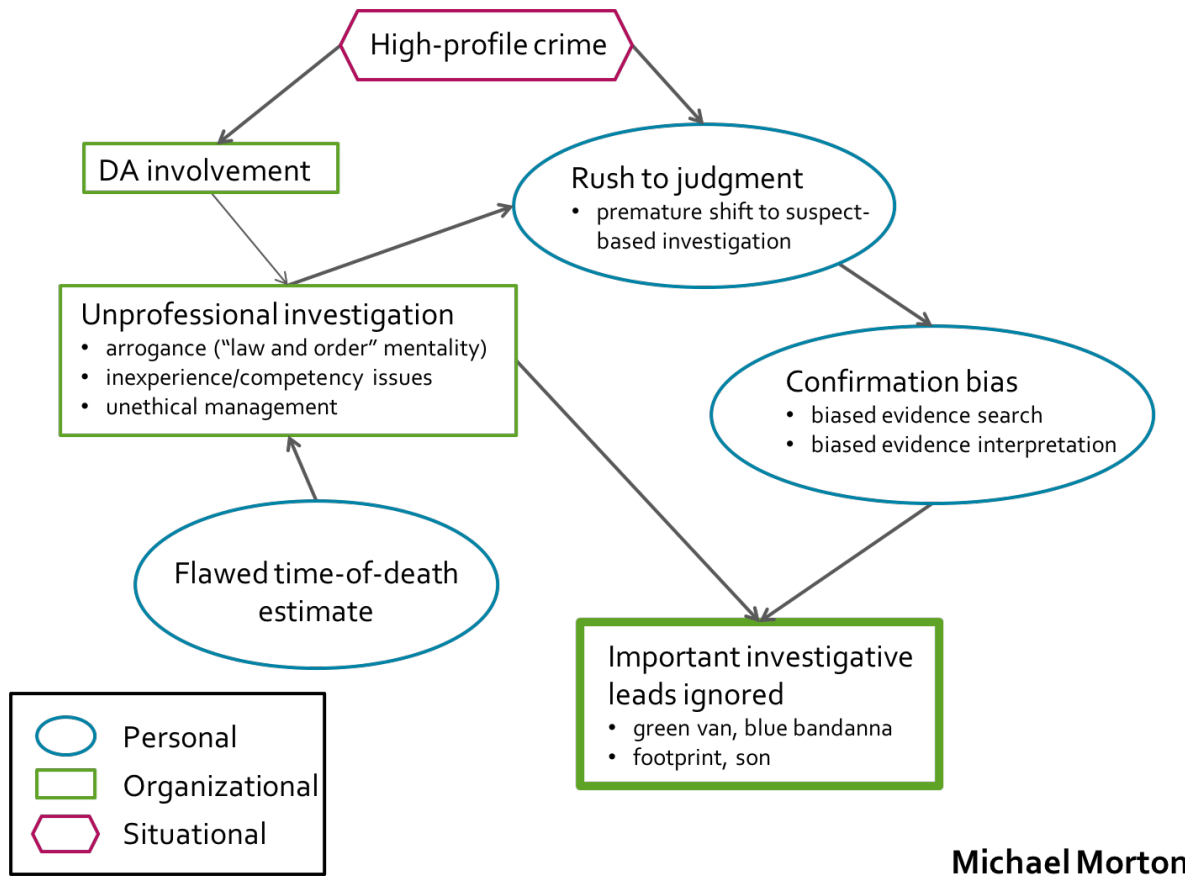 High-profile crime
DA involvement
Rush to judgment
• premature shift to suspect-
based investigation
Unprofessional investigation
• arrogance (“law and order” mentality)
• inexperience/competency issues
• unethical management
Confirmation bias
• biased evidence search
• biased evidence interpretation
Flawed time-of-death
estimate
Important investigative
leads ignored
• green van, blue bandanna
• footprint, son
Personal
Organizational
Situational
Michael Morton